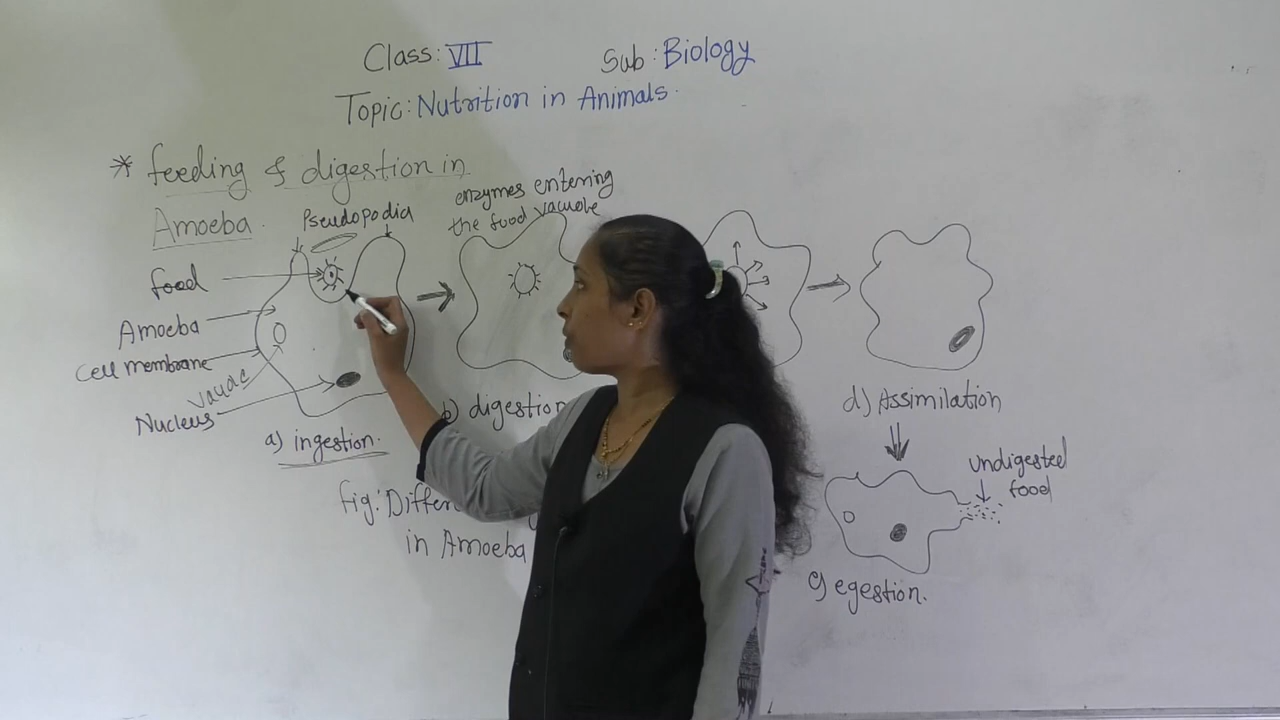 Class: VII Sub: Biology
Topic: Nutrition in Animals.
* feeding & digestion in
Amoeba.
Pseudopodia
enzymes entering
the food vacuole
food
Amoeba
Cell membrane
Nucleus
a) ingestion.
b) digestion
d) Assimilation
undigested
food
fig: Differ
in Amoeba
e) egestion.